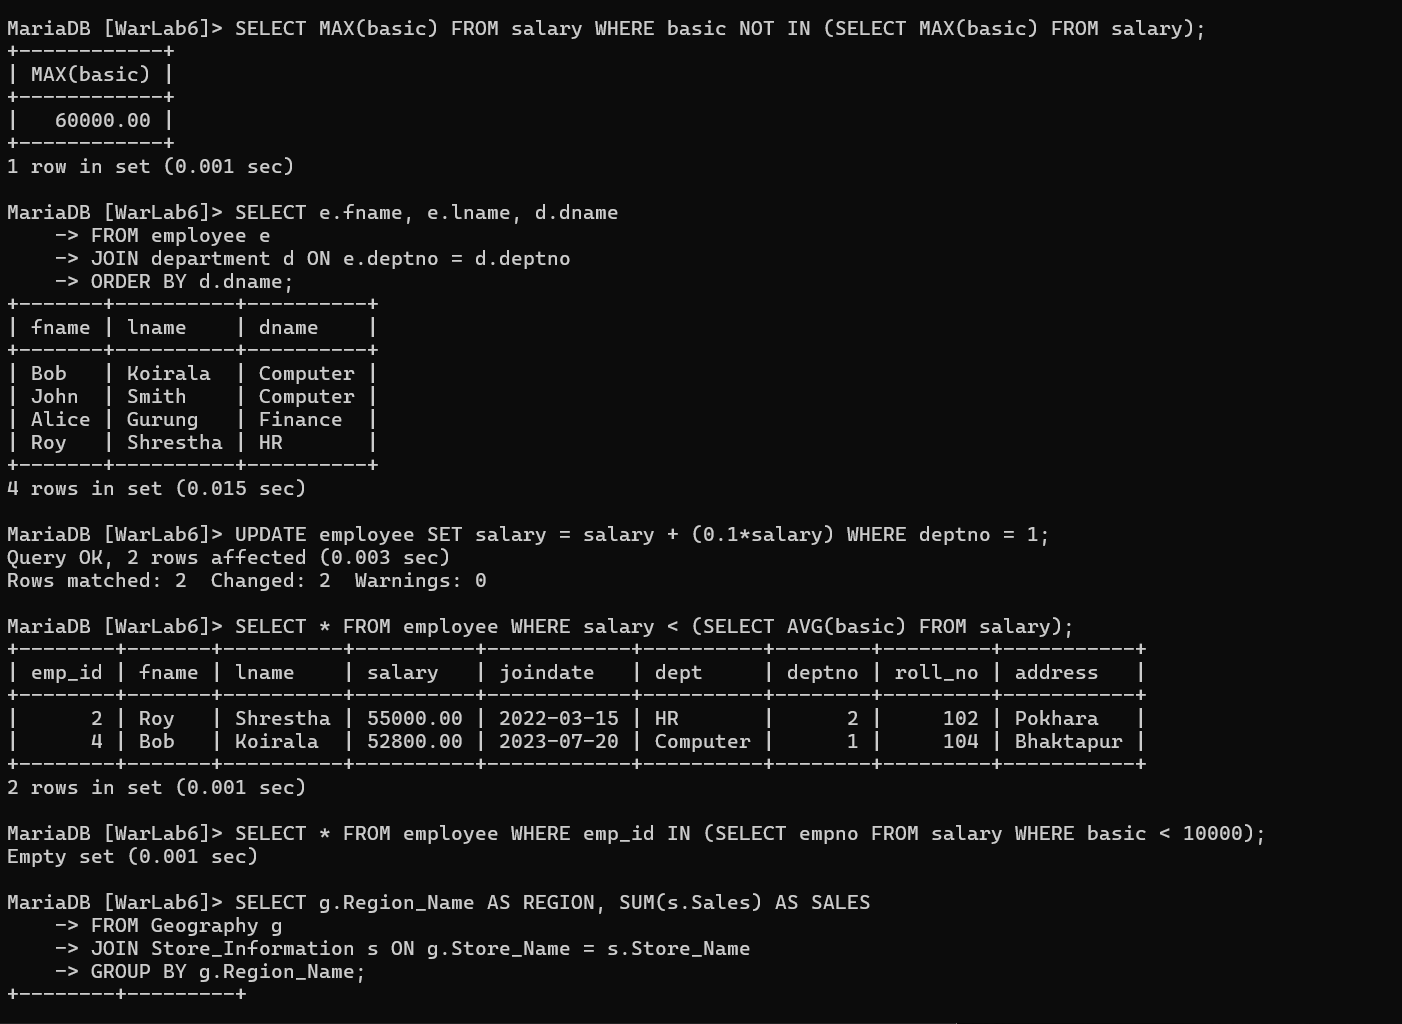 MariaDB [WarLab6]> SELECT MAX(basic) FROM salary WHERE basic NOT IN (SELECT MAX(basic) FROM salary);
+------------+
| MAX(basic) |
+------------+
|   60000.00 |
+------------+
1 row in set (0.001 sec)

MariaDB [WarLab6]> SELECT e.fname, e.lname, d.dname
    -> FROM employee e
    -> JOIN department d ON e.deptno = d.deptno
    -> ORDER BY d.dname;
+-------+----------+----------+
| fname | lname    | dname    |
+-------+----------+----------+
| Bob   | Koirala  | Computer |
| John  | Smith    | Computer |
| Alice | Gurung   | Finance  |
| Roy   | Shrestha | HR       |
+-------+----------+----------+
4 rows in set (0.015 sec)

MariaDB [WarLab6]> UPDATE employee SET salary = salary + (0.1*salary) WHERE deptno = 1;
Query OK, 2 rows affected (0.003 sec)
Rows matched: 2  Changed: 2  Warnings: 0

MariaDB [WarLab6]> SELECT * FROM employee WHERE salary < (SELECT AVG(basic) FROM salary);
+--------+-------+----------+----------+------------+----------+--------+---------+-----------+
| emp_id | fname | lname    | salary   | joindate   | dept     | deptno | roll_no | address   |
+--------+-------+----------+----------+------------+----------+--------+---------+-----------+
|      2 | Roy   | Shrestha | 55000.00 | 2022-03-15 | HR       |      2 |     102 | Pokhara   |
|      4 | Bob   | Koirala  | 52800.00 | 2023-07-20 | Computer |      1 |     104 | Bhaktapur |
+--------+-------+----------+----------+------------+----------+--------+---------+-----------+
2 rows in set (0.001 sec)

MariaDB [WarLab6]> SELECT * FROM employee WHERE emp_id IN (SELECT empno FROM salary WHERE basic < 10000);
Empty set (0.001 sec)

MariaDB [WarLab6]> SELECT g.Region_Name AS REGION, SUM(s.Sales) AS SALES
    -> FROM Geography g
    -> JOIN Store_Information s ON g.Store_Name = s.Store_Name
    -> GROUP BY g.Region_Name;
+--------+---------+